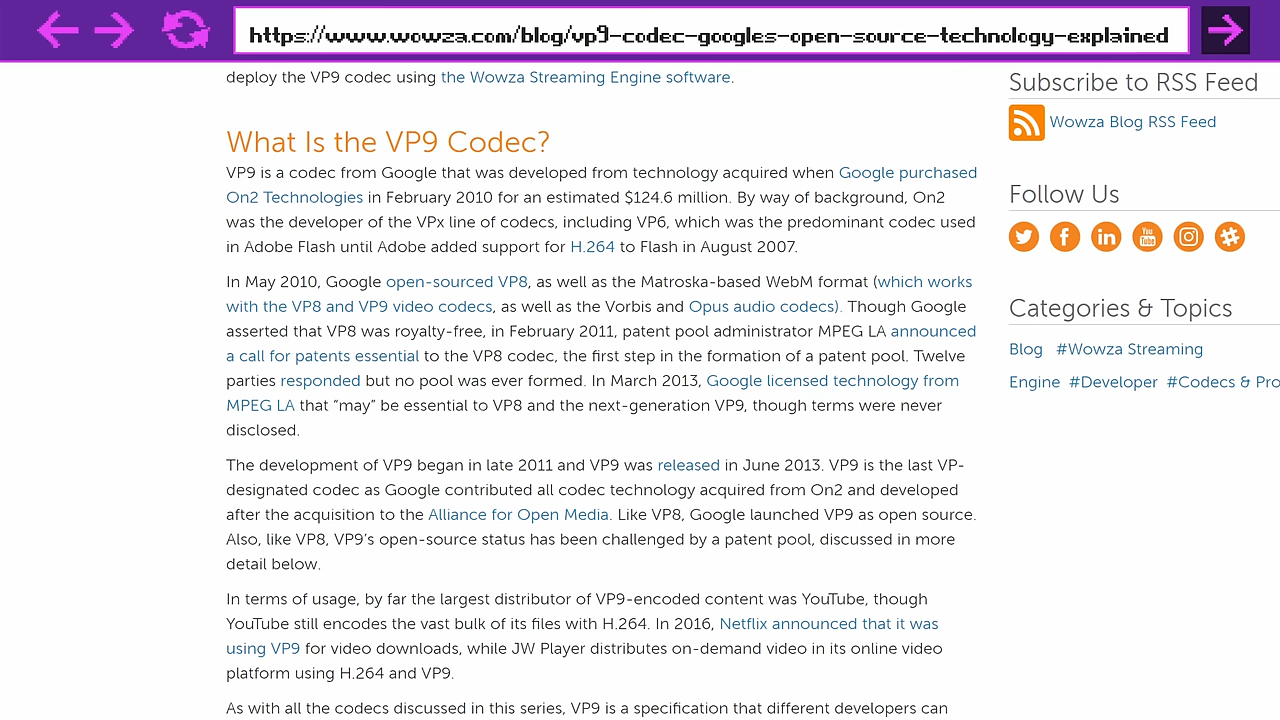 https://www.wowza.com/blog/vp9-codec-googles-open-source-technology-explained
deploy the VP9 codec using the Wowza Streaming Engine software.
What Is the VP9 Codec?
VP9 is a codec from Google that was developed from technology acquired when Google purchased
On2 Technologies in February 2010 for an estimated $124.6 million. By way of background, On2
was the developer of the VPx line of codecs, including VP6, which was the predominant codec used
in Adobe Flash until Adobe added support for H.264 to Flash in August 2007.
In May 2010, Google open-sourced VP8, as well as the Matroska-based WebM format (which works
with the VP8 and VP9 video codecs, as well as the Vorbis and Opus audio codecs). Though Google
asserted that VP8 was royalty-free, in February 2011, patent pool administrator MPEG LA announced
a call for patents essential to the VP8 codec, the first step in the formation of a patent pool. Twelve
parties responded but no pool was ever formed. In March 2013, Google licensed technology from
MPEG LA that “may” be essential to VP8 and the next-generation VP9, though terms were never
disclosed.
The development of VP9 began in late 2011 and VP9 was released in June 2013. VP9 is the last VP-
designated codec as Google contributed all codec technology acquired from On2 and developed
after the acquisition to the Alliance for Open Media. Like VP8, Google launched VP9 as open source.
Also, like VP8, VP9’s open-source status has been challenged by a patent pool, discussed in more
detail below.
In terms of usage, by far the largest distributor of VP9-encoded content was YouTube, though
YouTube still encodes the vast bulk of its files with H.264. In 2016, Netflix announced that it was
using VP9 for video downloads, while JW Player distributes on-demand video in its online video
platform using H.264 and VP9.
As with all the codecs discussed in this series, VP9 is a specification that different developers can
Subscribe to RSS Feed
Wowza Blog RSS Feed
Follow Us
You
Tube
Categories & Topics
Blog #Wowza Streaming
Engine #Developer #Codecs & Pro